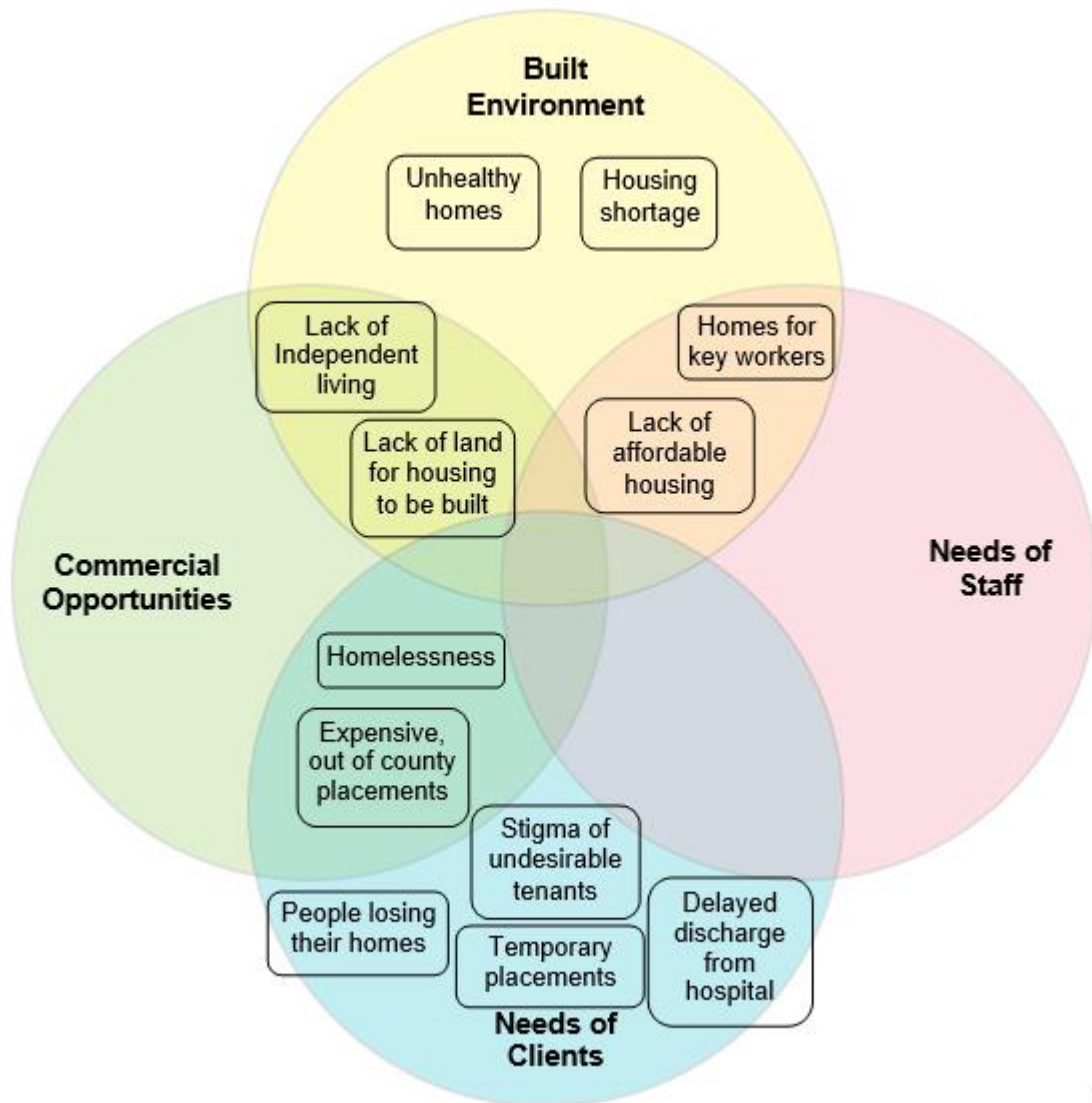 Built
Environment
Unhealthy
homes
Housing
shortage
Lack of
Independent
living
Homes for
key workers
Lack of land
for housing
to be built
Lack of
affordable
housing
Commercial
Opportunities
Needs of
Staff
Homelessness
Expensive,
out of county
placements
Stigma of
undesirable
tenants
People losing
their homes
Temporary
placements
Delayed
discharge
from
hospital
Needs of
Clients